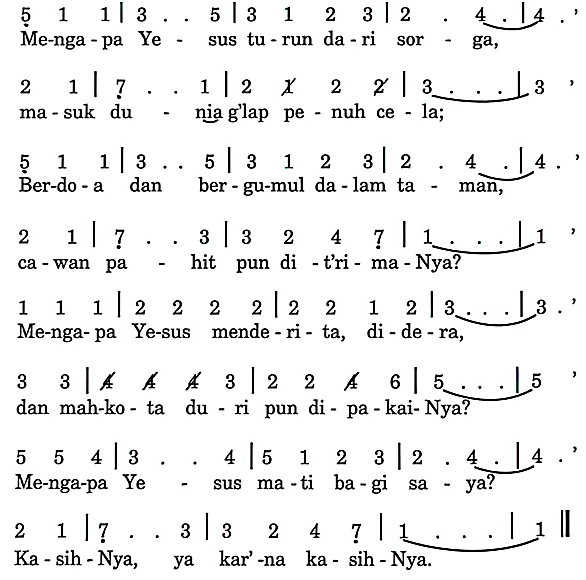 5̣ 1 1 | 3 . . 5 | 3 1 2 3 | 2 . 4 . | 4 . ’
Me-nga - pa Ye - sus tu - run da - ri sor - ga,
2 1 | 7̣ . . 1 | 2 1̸ 2 2̸ | 3 . . . | 3 ’
ma - suk du - nia g'lap pe - nuh ce - la;
5̣ 1 1 | 3 . . 5 | 3 1 2 3 | 2 . 4 . | 4 . ’
Ber-do - a dan ber - gu-mul da - lam ta - man,
2 1 | 7̣ . . 3 | 3 2 4 7̣ | 1 . . . | 1 ’
ca - wan pa - hit pun di - t'ri - ma - Nya?
1 1 1 | 2 2 2 2 | 2 2 1 2 | 3 . . . | 3 . ’
Me-nga- pa Ye-sus mende - ri - ta, di - de - ra,
3 3 | 4̸ 4̸ 4̸ 3 | 2 2 4̸ 6 | 5 . . . | 5 ’
dan mah-ko - ta du - ri pun di - pa - kai- Nya?
5 5 4 | 3 . . 4 | 5 1 2 3 | 2 . 4 . | 4 . ’
Me-nga-pa Ye - sus ma - ti ba - gi sa - ya?
2 1 | 7̣ . . 3 | 3 2 4 7̣ | 1 . . . | 1 ‖
Ka - sih - Nya, ya kar' -na ka - sih - Nya.